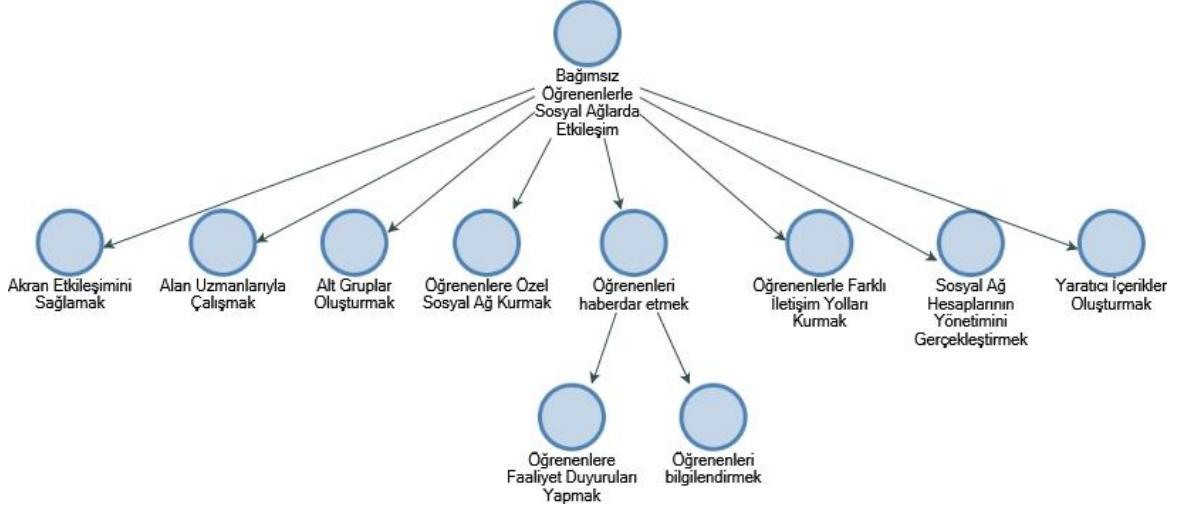 Bağımsız
Öğrenenlerle
Sosyal Ağlarda
Etkileşim
Akran Etkileşimini
Sağlamak
Alan Uzmanlarıyla
Çalışmak
Alt Gruplar
Oluşturmak
Öğrenenlere Özel
Sosyal Ağ Kurmak
Öğrenenleri
haberdar etmek
Öğrenenlerle Farklı
İletişim Yolları
Kurmak
Sosyal Ağ
Hesaplarının
Yönetimini
Gerçekleştirmek
Yaratıcı İçerikler
Oluşturmak
Öğrenenlere
Faaliyet Duyuruları
Yapmak
Öğrenenleri
bilgilendirmek